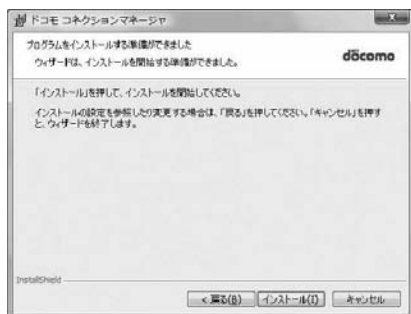 ドコモ コネクションマネージャ
プログラムをインストールする準備ができました
ウィザードは、インストールを開始する準備ができました。
döcomo
「インストール」を押して、インストールを開始してください。
インストールの設定を参照したり変更する場合は、「戻る」を押してください。「キャンセル」を押す
と、ウィザードを終了します。
InstallShield
< 戻る(B)
インストール(I)
キャンセル